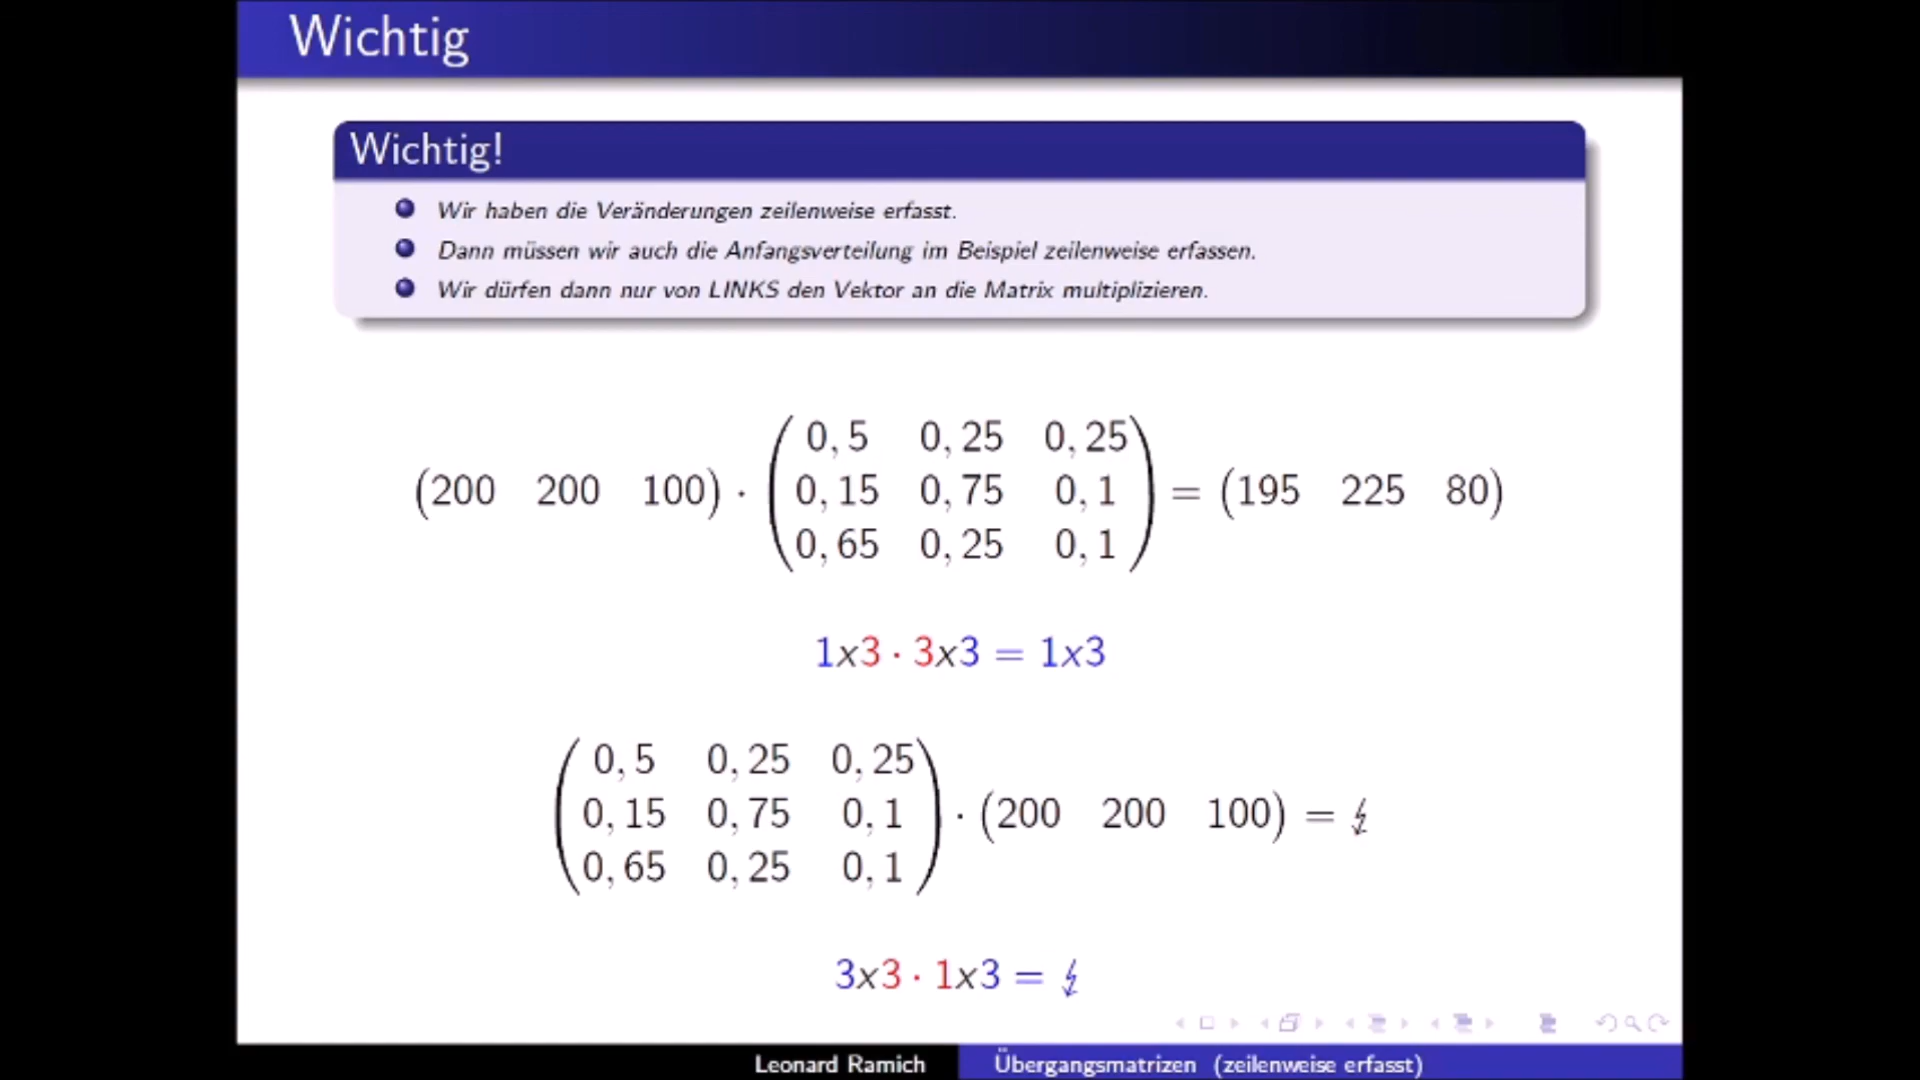 Wichtig
Wichtig!
Wir haben die Veränderungen zeilenweise erfasst.
Dann müssen wir auch die Anfangsverteilung im Beispiel zeilenweise erfassen.
Wir dürfen dann nur von LINKS den Vektor an die Matrix multiplizieren.
0, 5 0, 25 0, 25
(200 200 100) · 0, 15 0, 75 0, 1 = (195 225 80)
0, 65 0, 25 0, 1
1x3 · 3x3 = 1x3
0, 5 0, 25 0, 25
0, 15 0, 75 0, 1 · (200 200 100) = ↯
0, 65 0, 25 0, 1
3x3 · 1x3 = ↯
Leonard Ramich Übergangsmatrizen (zeilenweise erfasst)